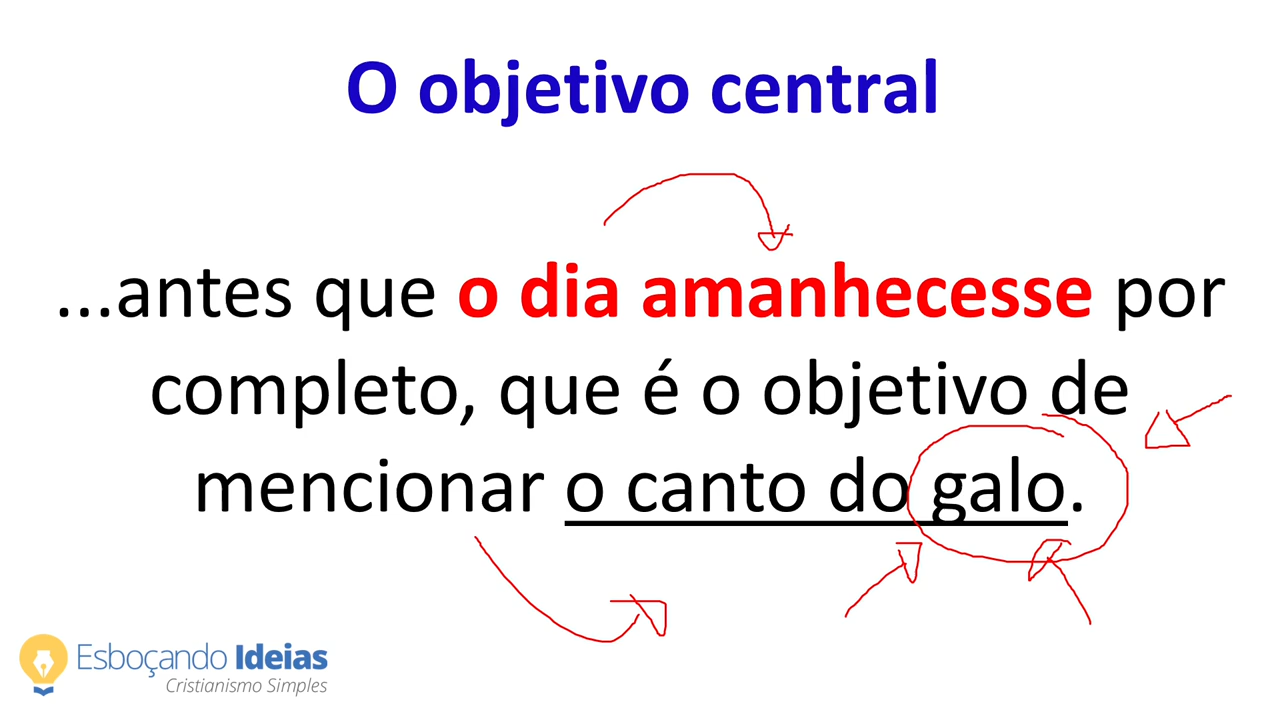 O objetivo central
...antes que o dia amanhecesse por
completo, que é o objetivo de
mencionar o canto do galo.
Esboçando Ideias
Cristianismo Simples